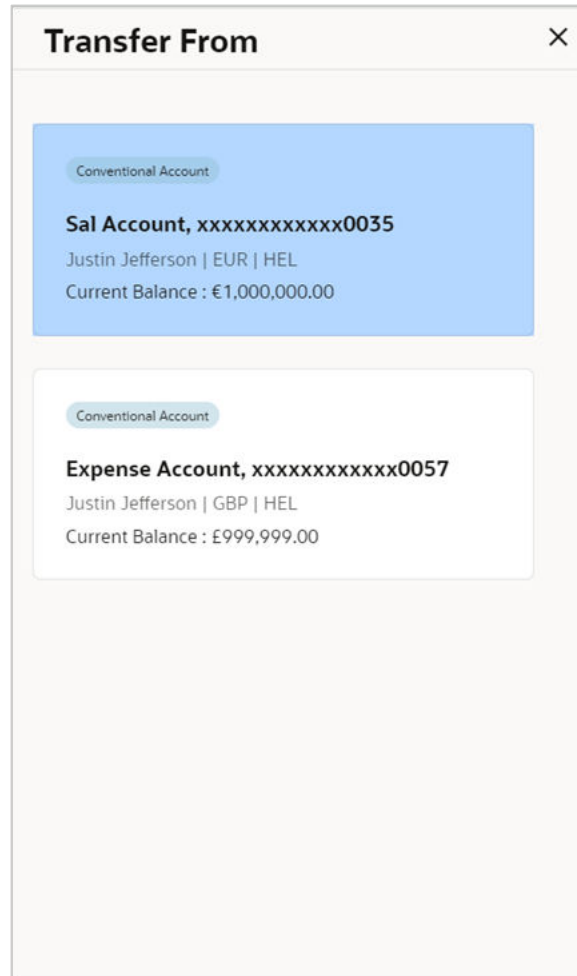 Transfer From
Conventional Account
Sal Account, xxxxxxxxxxxx0035
Justin Jefferson | EUR | HEL
Current Balance : €1,000,000.00
Conventional Account
Expense Account, xxxxxxxxxxxx0057
Justin Jefferson | GBP | HEL
Current Balance : £999,999.00